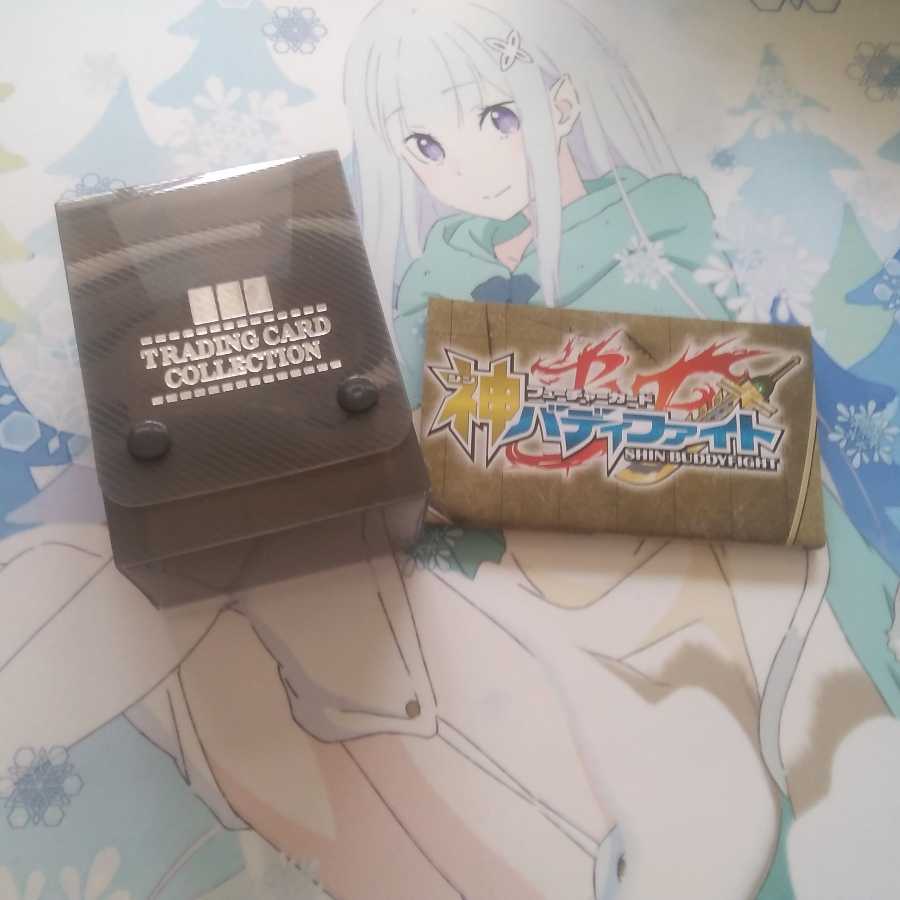 TRADING CARD
COLLECTION
フューチャーカード
神バディファイト
SHIN BUDDYFIGHT